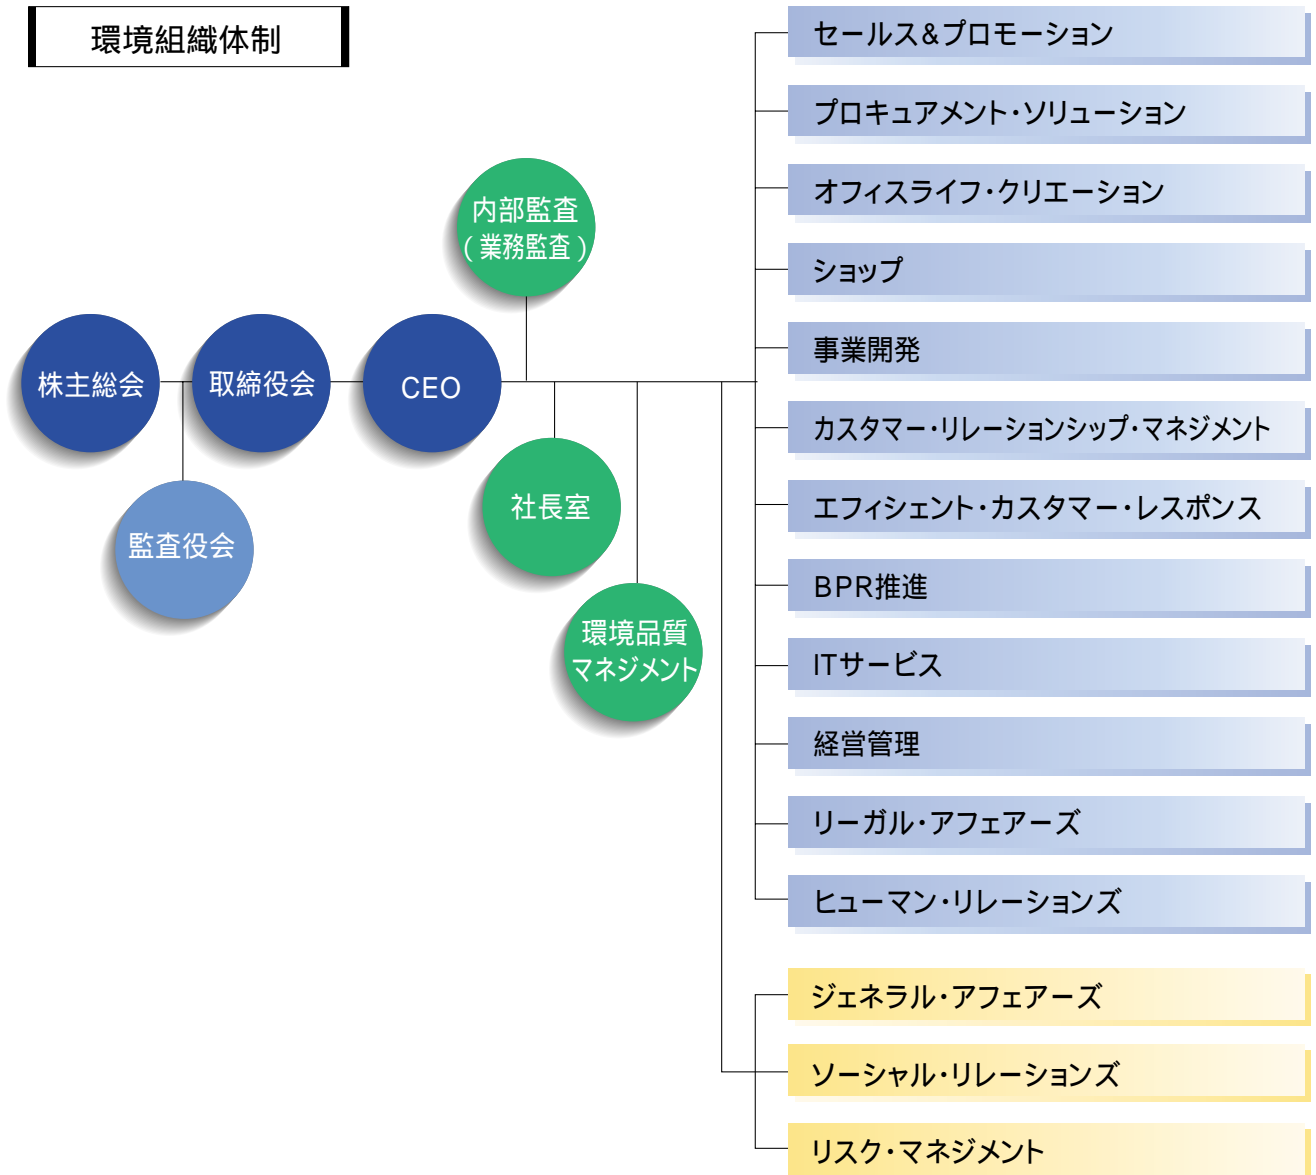 環境組織体制
内部監査
(業務監査)
株主総会
取締役会
CEO
監査役会
社長室
環境品質
マネジメント
セールス&プロモーション
プロキュアメント・ソリューション
オフィスライフ・クリエーション
ショップ
事業開発
カスタマー・リレーションシップ・マネジメント
エフィシェント・カスタマー・レスポンス
BPR推進
ITサービス
経営管理
リーガル・アフェアーズ
ヒューマン・リレーションズ
ジェネラル・アフェアーズ
ソーシャル・リレーションズ
リスク・マネジメント